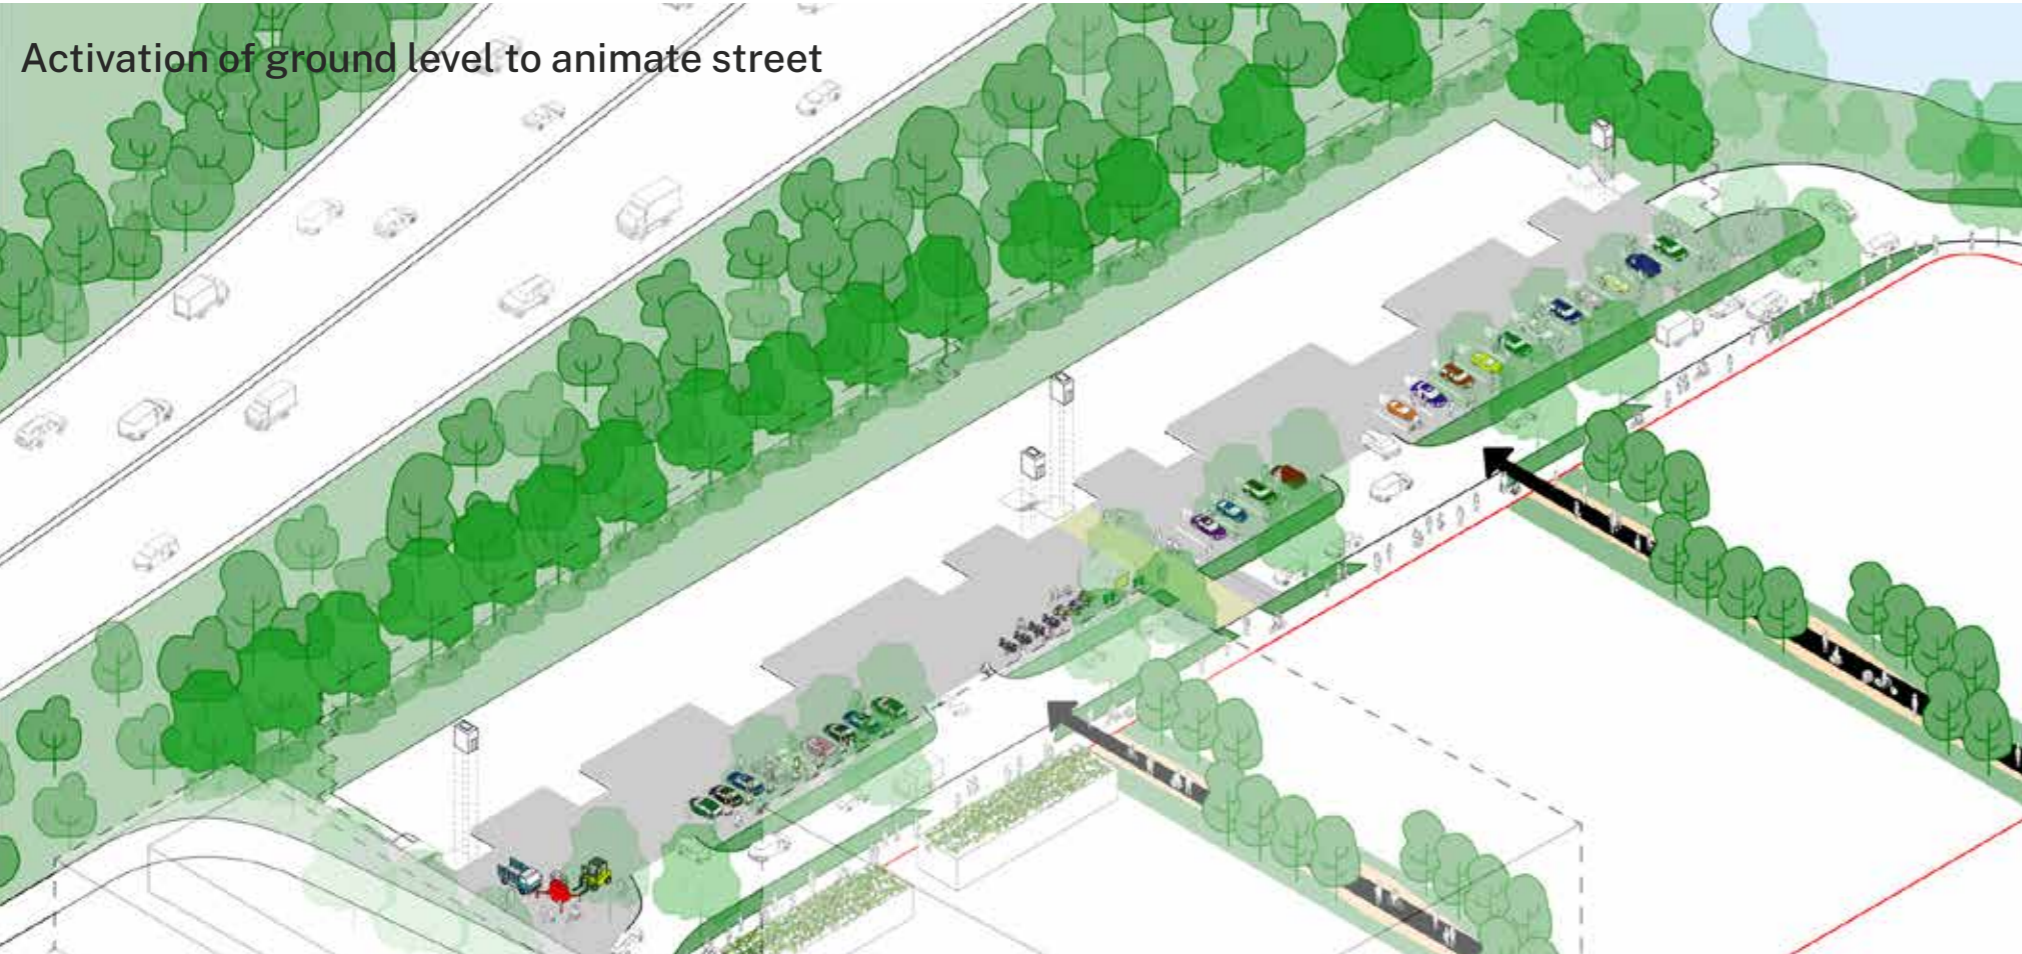 Activation of ground level to animate street